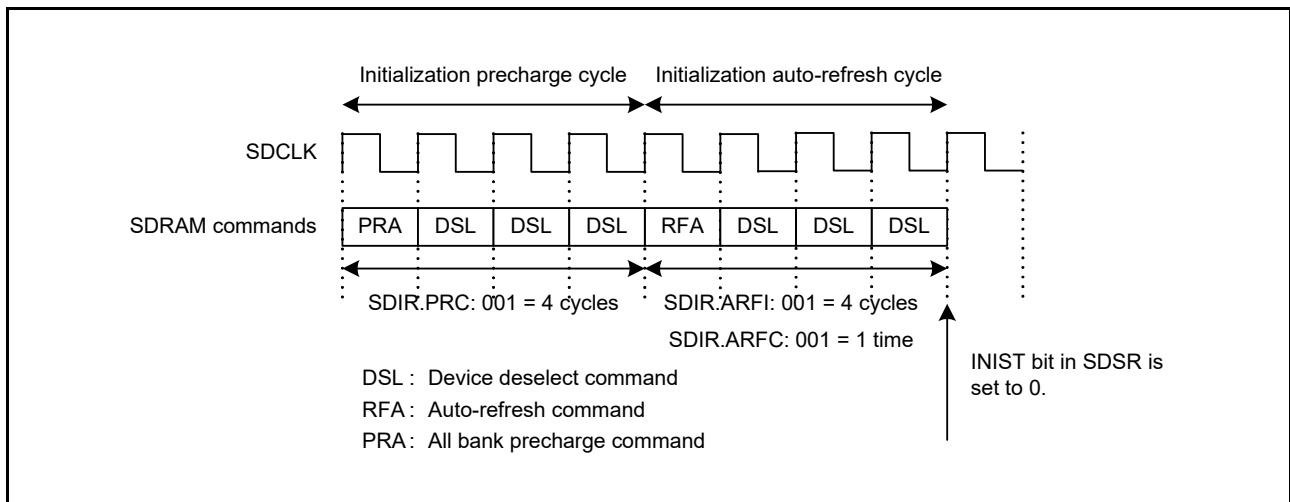 Initialization precharge cycle Initialization auto-refresh cycle
SDCLK
SDRAM commands PRA DSL DSL DSL RFA DSL DSL DSL
SDIR.PRC: 001 = 4 cycles SDIR.ARFI: 001 = 4 cycles
SDIR.ARFC: 001 = 1 time
INIST bit in SDSR is
set to 0.
DSL : Device deselect command
RFA : Auto-refresh command
PRA : All bank precharge command